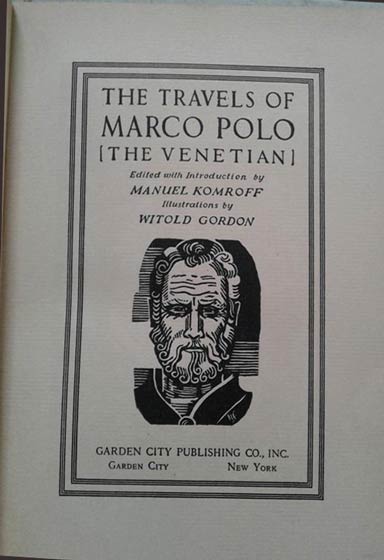 THE TRAVELS OF
MARCO POLO
[THE VENETIAN]
Edited with Introduction by
MANUEL KOMROFF
Illustrations by
WITOLD GORDON
GARDEN CITY PUBLISHING CO., INC.
GARDEN CITY NEW YORK